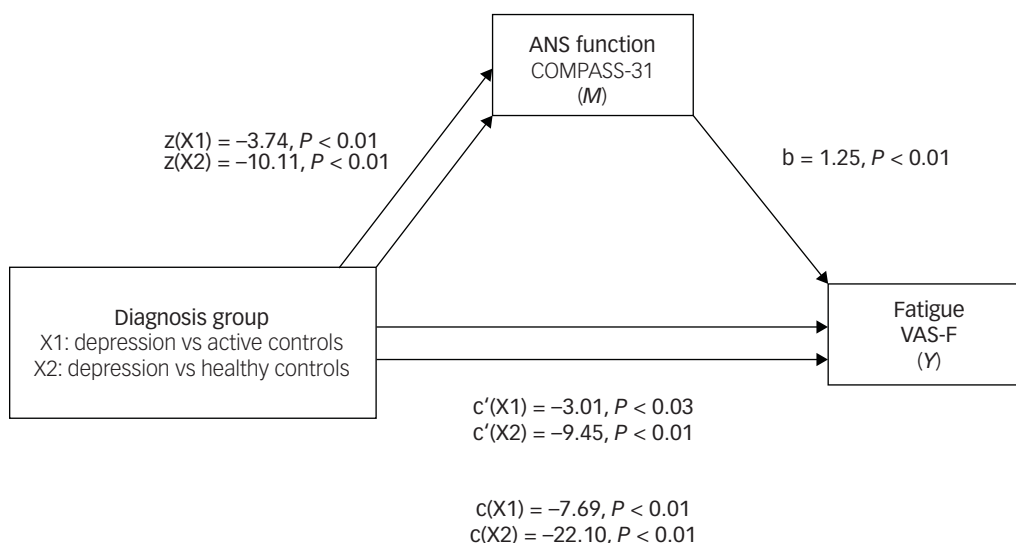 ANS function
COMPASS-31
(M)
z(X1) = –3.74, P < 0.01
z(X2) = –10.11, P < 0.01
b = 1.25, P < 0.01
Diagnosis group
X1: depression vs active controls
X2: depression vs healthy controls
Fatigue
VAS-F
(Y)
c′(X1) = –3.01, P < 0.03
c′(X2) = –9.45, P < 0.01
c(X1) = –7.69, P < 0.01
c(X2) = –22.10, P < 0.01